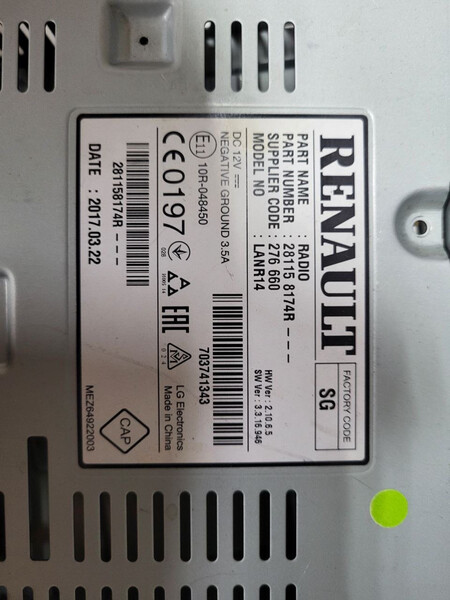 RENAULT
FACTORY CODE
SG
PART NAME : RADIO
PART NUMBER : 28115 8174R - - -
SUPPLIER CODE : 276 660
MODEL NO : LANR14
HW Ver : 2.10.6.5
SW Ver : 3.3.16.946
DC 12V
NEGATIVE GROUND 3.5A
E11 10R-048450
703741343
CE0197
028
EAC
024
LG Electronics
Made in China
281158174R - - -
DATE : 2017.03.22
CAP
MEZ64922003